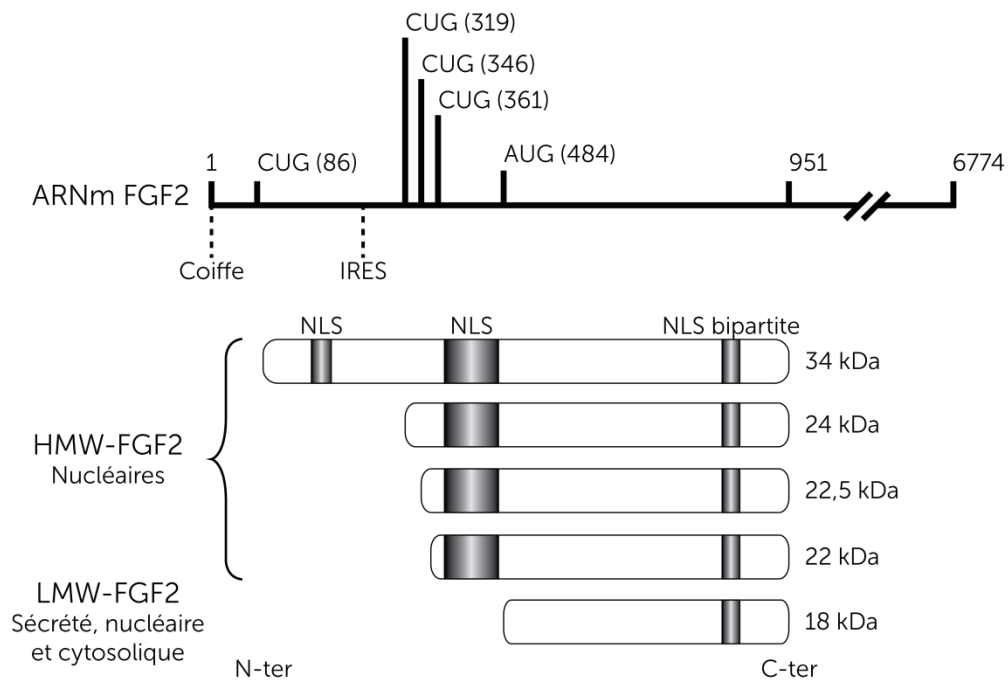 CUG (319)
CUG (346)
CUG (361)
1
CUG (86)
AUG (484)
951
6774
ARNm FGF2
Coiffe
IRES
NLS
NLS
NLS bipartite
34 kDa
24 kDa
HMW-FGF2
Nucléaires
22,5 kDa
22 kDa
LMW-FGF2
Sécrété, nucléaire
et cytosolique
18 kDa
N-ter
C-ter